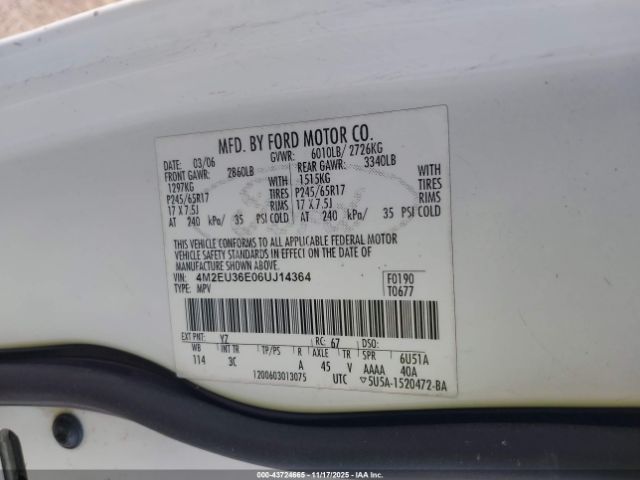 MFD. BY FORD MOTOR CO.
DATE: 03/06 GVWR: 6010LB/ 2726KG
FRONT GAWR: 2860LB REAR GAWR: 3340LB
1297KG WITH 1515KG WITH
P245/65R17 TIRES P245/65R17 TIRES
17 X 7.5J RIMS 17 X 7.5J RIMS
AT 240 kPa/ 35 PSI COLD AT 240 kPa/ 35 PSI COLD
THIS VEHICLE CONFORMS TO ALL APPLICABLE FEDERAL MOTOR
VEHICLE SAFETY STANDARDS IN EFFECT ON THE DATE OF
MANUFACTURE SHOWN ABOVE.
VIN: 4M2EU36E06UJ14364 F0190
TYPE: MPV T0677
EXT PNT: YZ RC: 67 DSO:
WB INT TR TP/PS R AXLE TR SPR 6U51A
114 3C A 45 V AAAA 40A
1200603013075 UTC 5U5A-1520472-BA
000-43724665 - 11/17/2025 - IAA Inc.